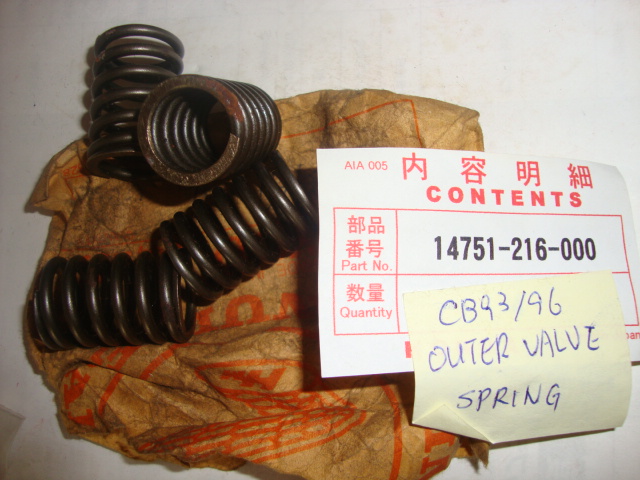 AIA 005 内容明細
CONTENTS
部品
番号
Part No.
14751-216-000
数量
Quantity
CB93/96
OUTER VALVE
SPRING